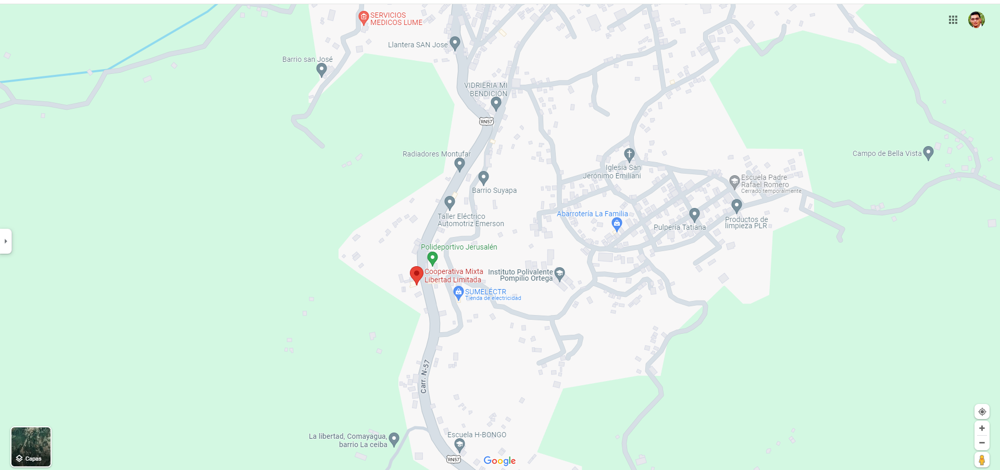 SERVICIOS
MEDICOS LUME
Llantera SAN Jose
Barrio san José
VIDRIERIA MI
BENDICIÓN
RN57
Radiadores Montufar
Campo de Bella Vista
Iglesia San
Jerónimo Emiliani
Escuela Padre
Rafael Romero
Cerrado temporalmente
Barrio Suyapa
Taller Eléctrico
Automotriz Emerson
Abarrotería La Familia
Pulpería Tatiana
Productos de
limpieza PLR
Polideportivo Jerusalén
Cooperativa Mixta
Libertad Limitada
Instituto Polivalente
Pompilio Ortega
SUMELÉCTR
Tienda de electricidad
Carr. N-57
La libertad, Comayagua,
barrio La ceiba
Escuela H-BONGO
RN57
Capas
Google